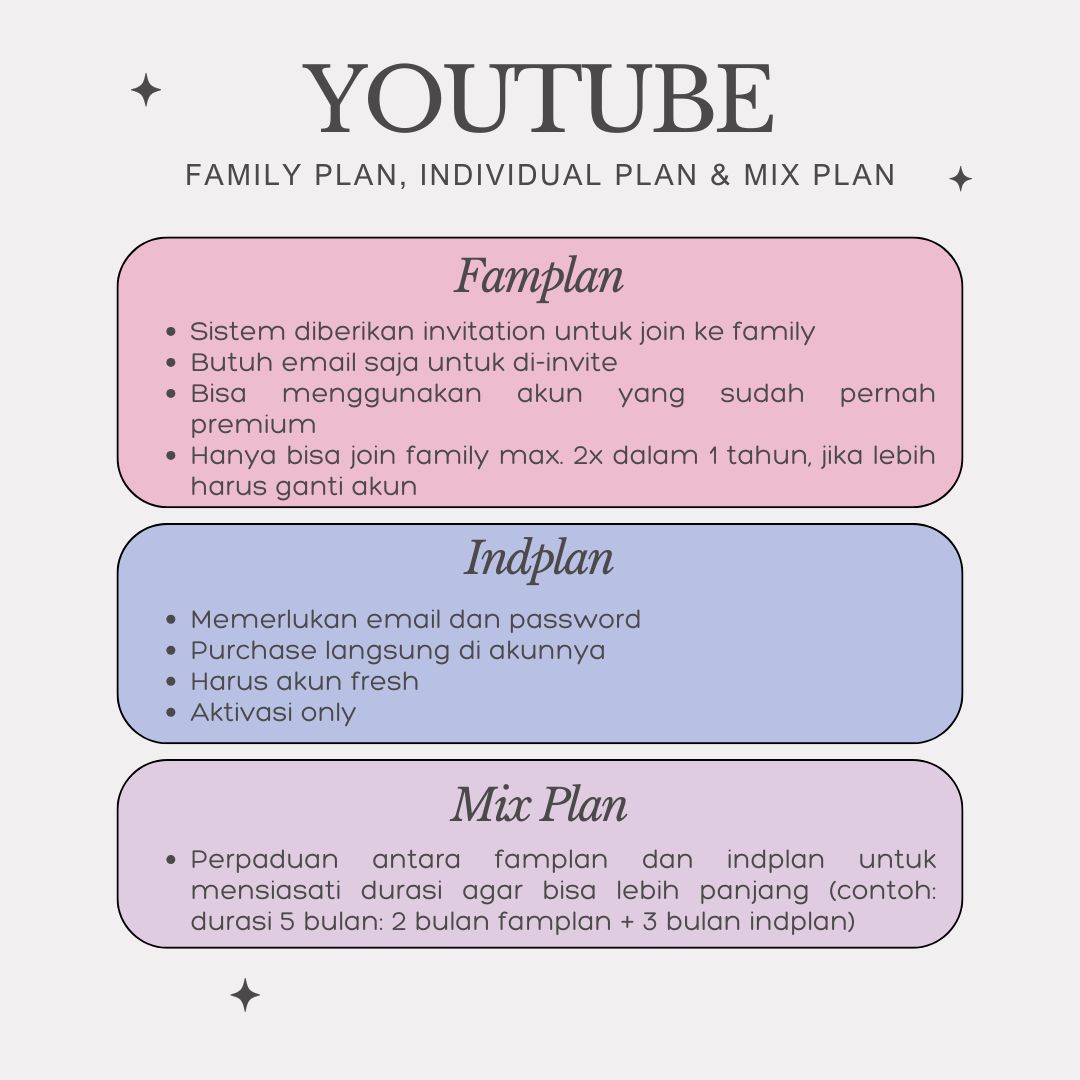 YOUTUBE
FAMILY PLAN, INDIVIDUAL PLAN & MIX PLAN
Famplan
• Sistem diberikan invitation untuk join ke family
• Butuh email saja untuk di-invite
• Bisa menggunakan akun yang sudah pernah
premium
• Hanya bisa join family max. 2x dalam 1 tahun, jika lebih
harus ganti akun
Indplan
• Memerlukan email dan password
• Purchase langsung di akunnya
• Harus akun fresh
• Aktivasi only
Mix Plan
• Perpaduan antara famplan dan indplan untuk
mensiasati durasi agar bisa lebih panjang (contoh:
durasi 5 bulan: 2 bulan famplan + 3 bulan indplan)